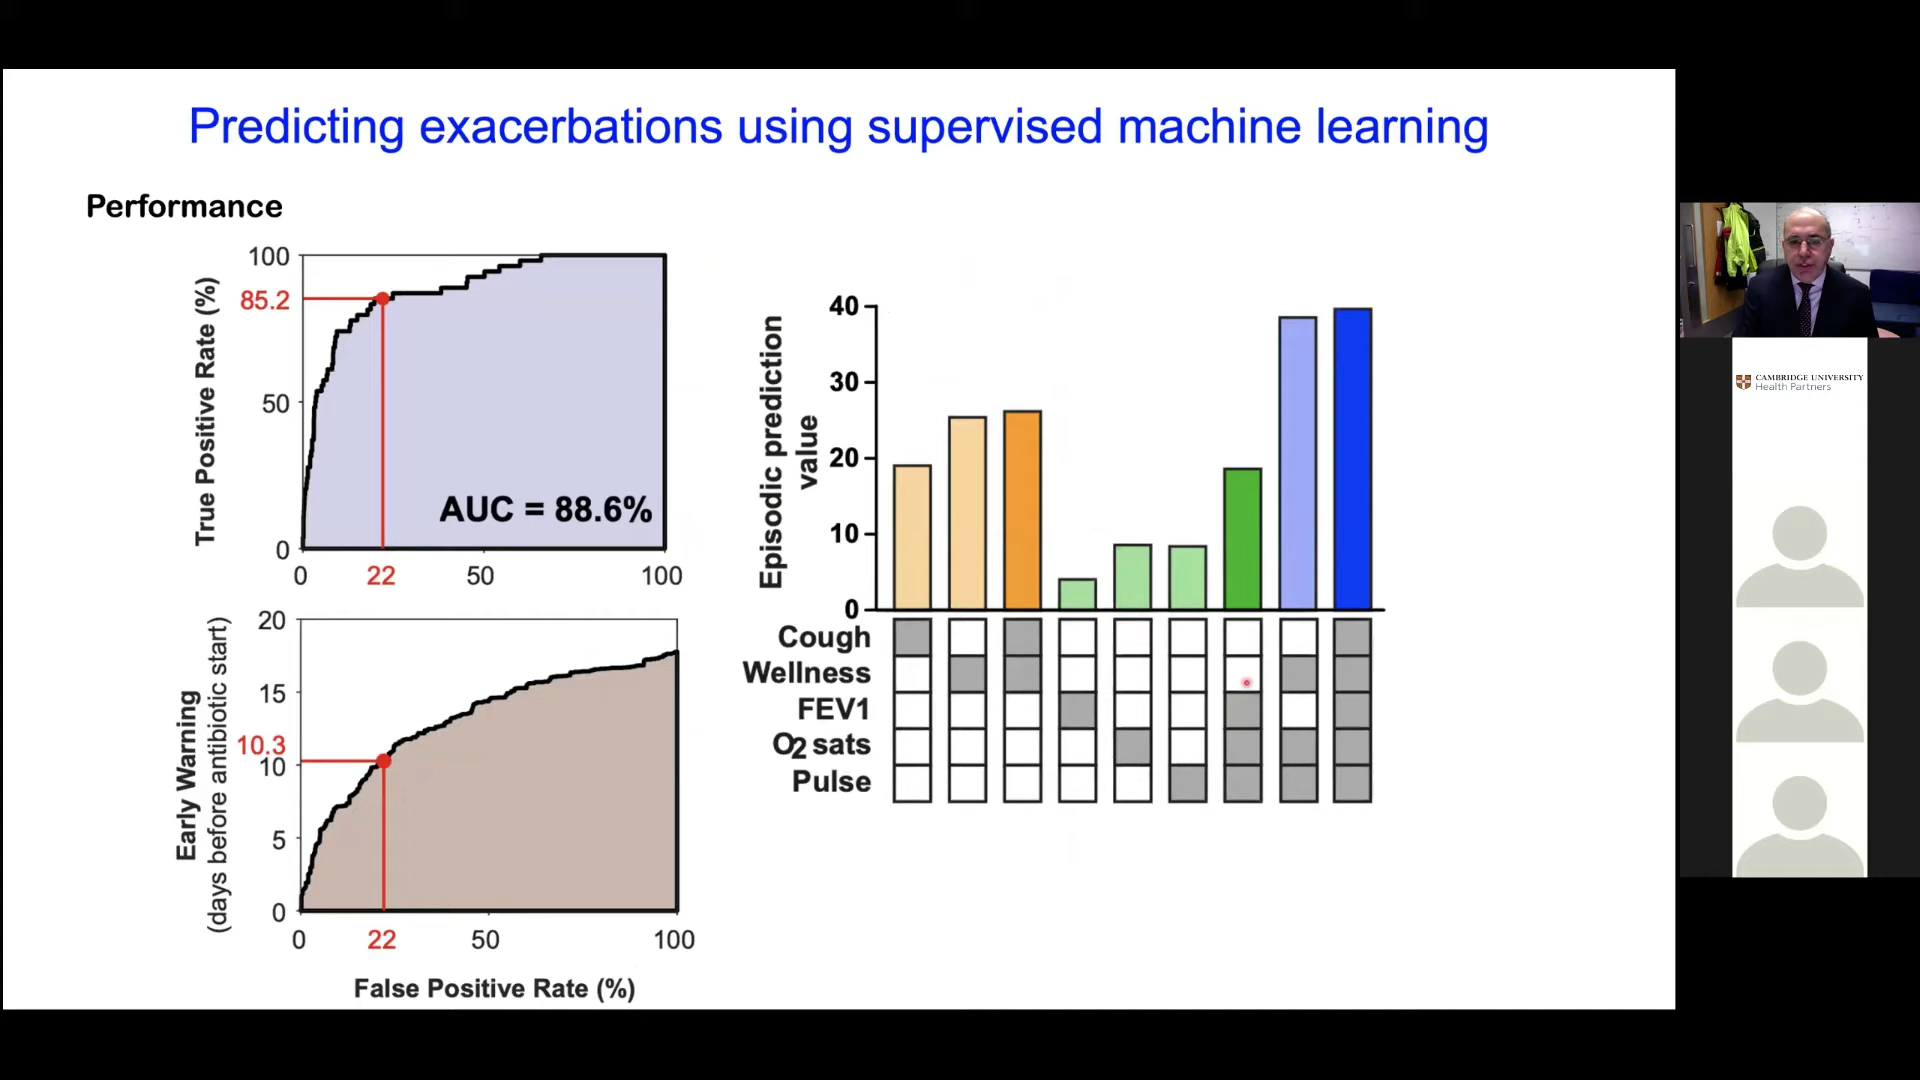 Predicting exacerbations using supervised machine learning
Performance
True Positive Rate (%)
100
85.2
50
0
AUC = 88.6%
0
22
50
100
Early Warning
(days before antibiotic start)
20
15
10.3
10
5
0
0
22
50
100
False Positive Rate (%)
Episodic prediction
value
40
30
20
10
0
Cough
Wellness
FEV1
O2 sats
Pulse
CAMBRIDGE UNIVERSITY
Health Partners